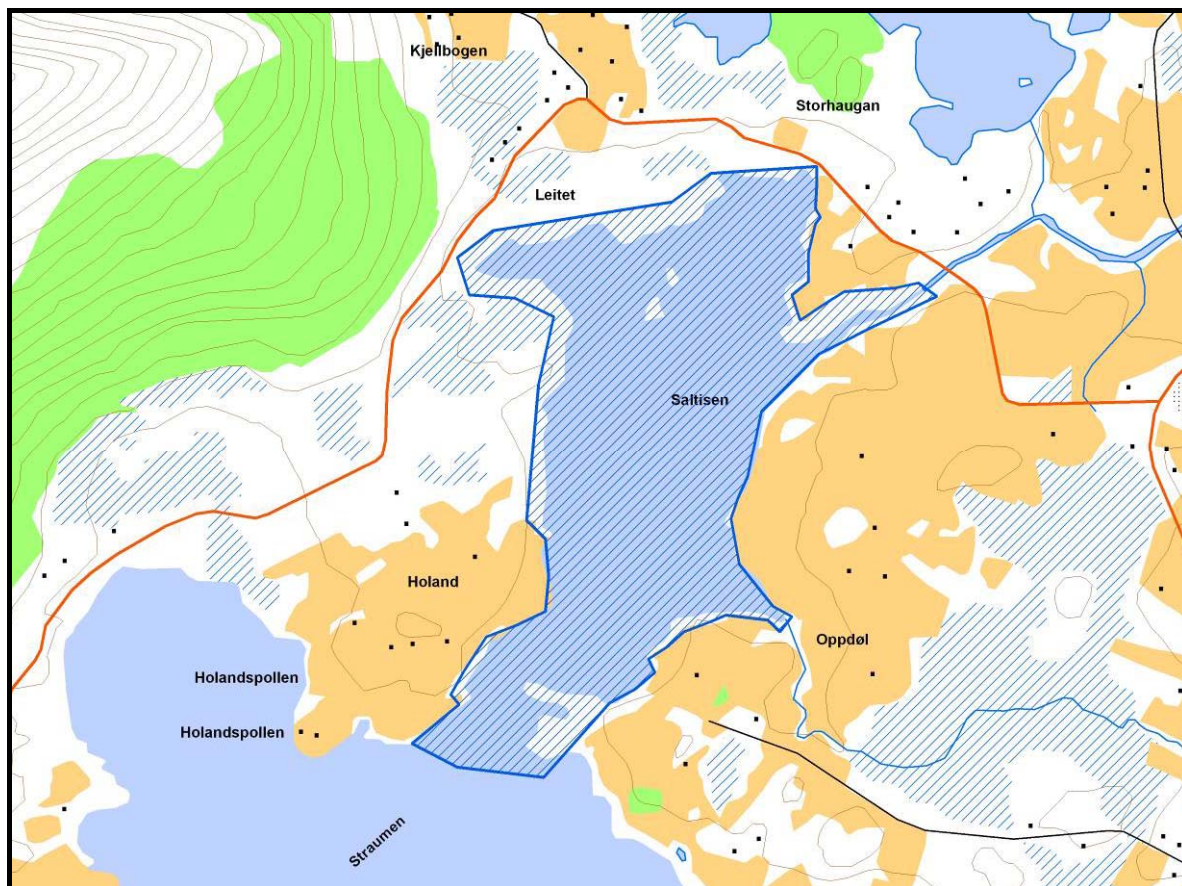 Kjellbogen
Storhaugan
Leitet
Saltisen
Holand
Oppdøl
Holandspollen
Holandspollen
Straumen